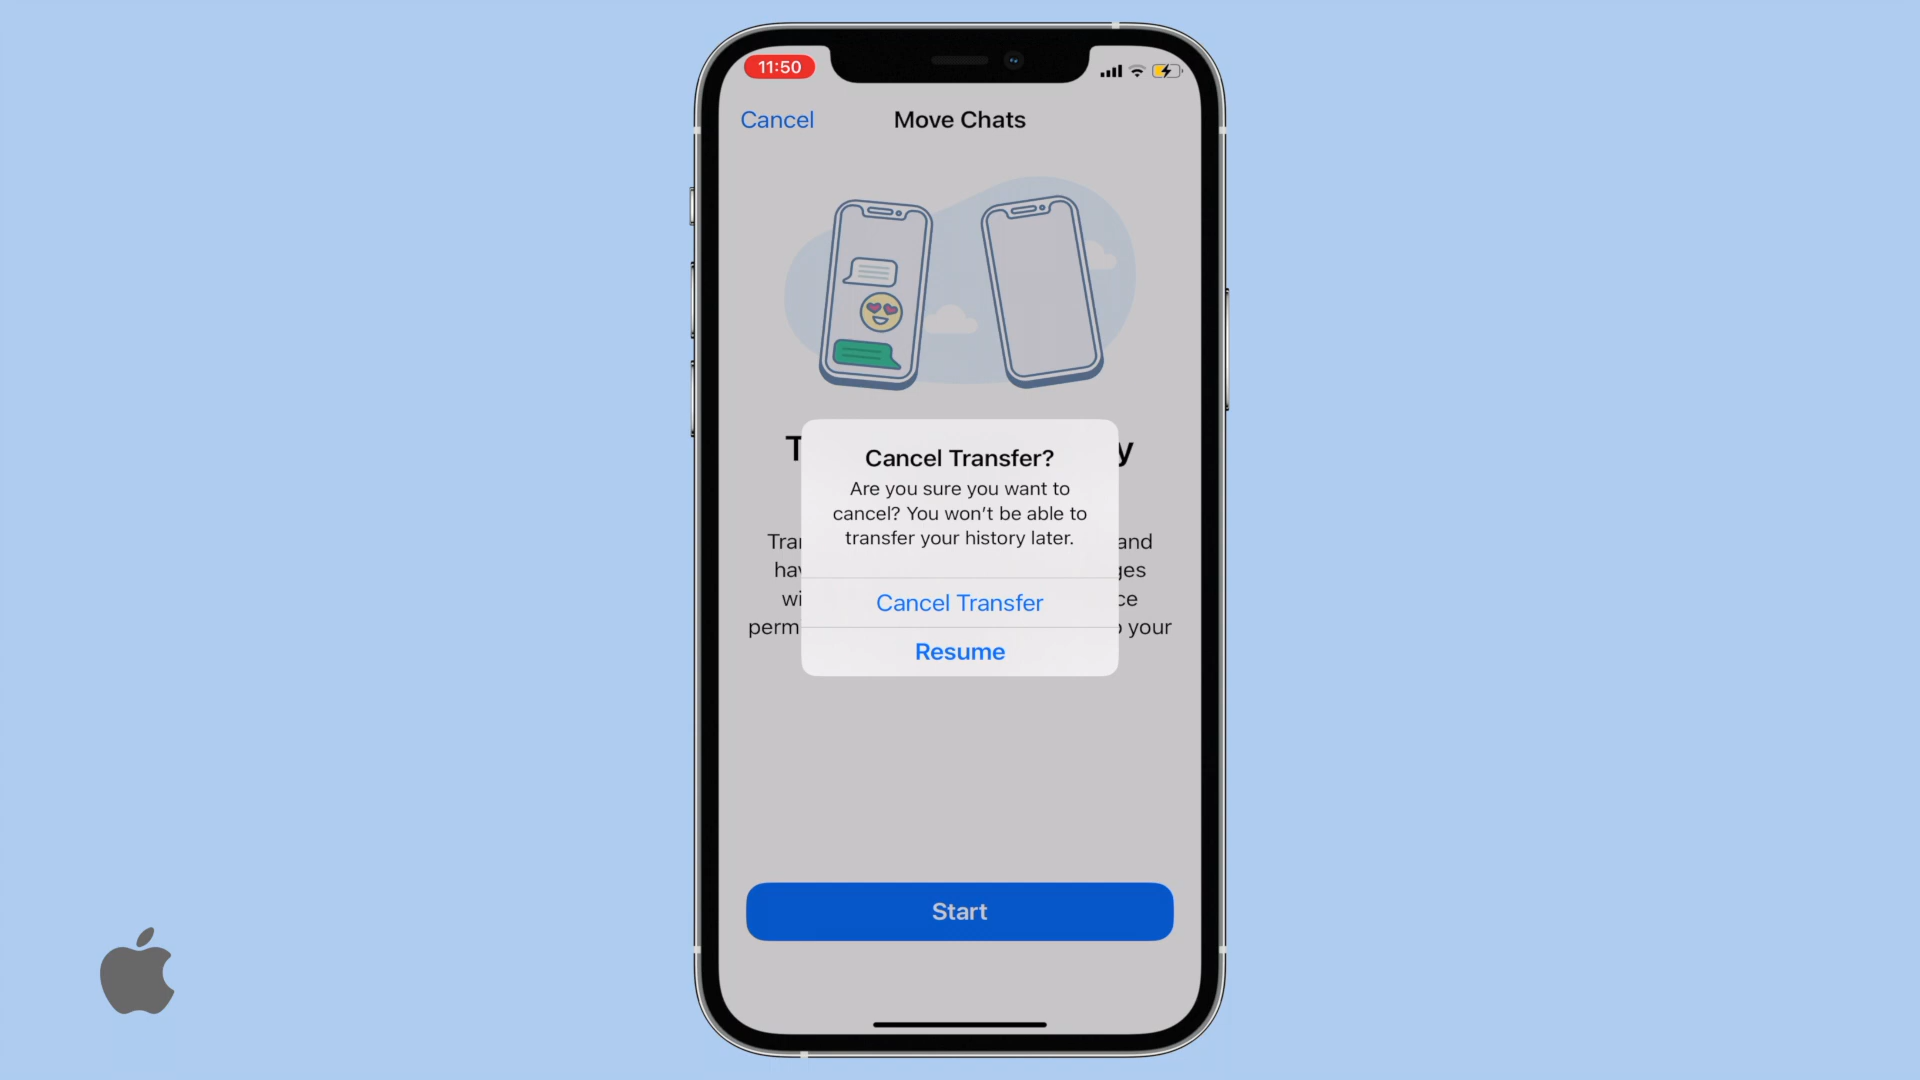 11:50
Cancel
Move Chats
Cancel Transfer?
Are you sure you want to
cancel? You won't be able to
transfer your history later.
and
Cancel Transfer
your
Resume
Start